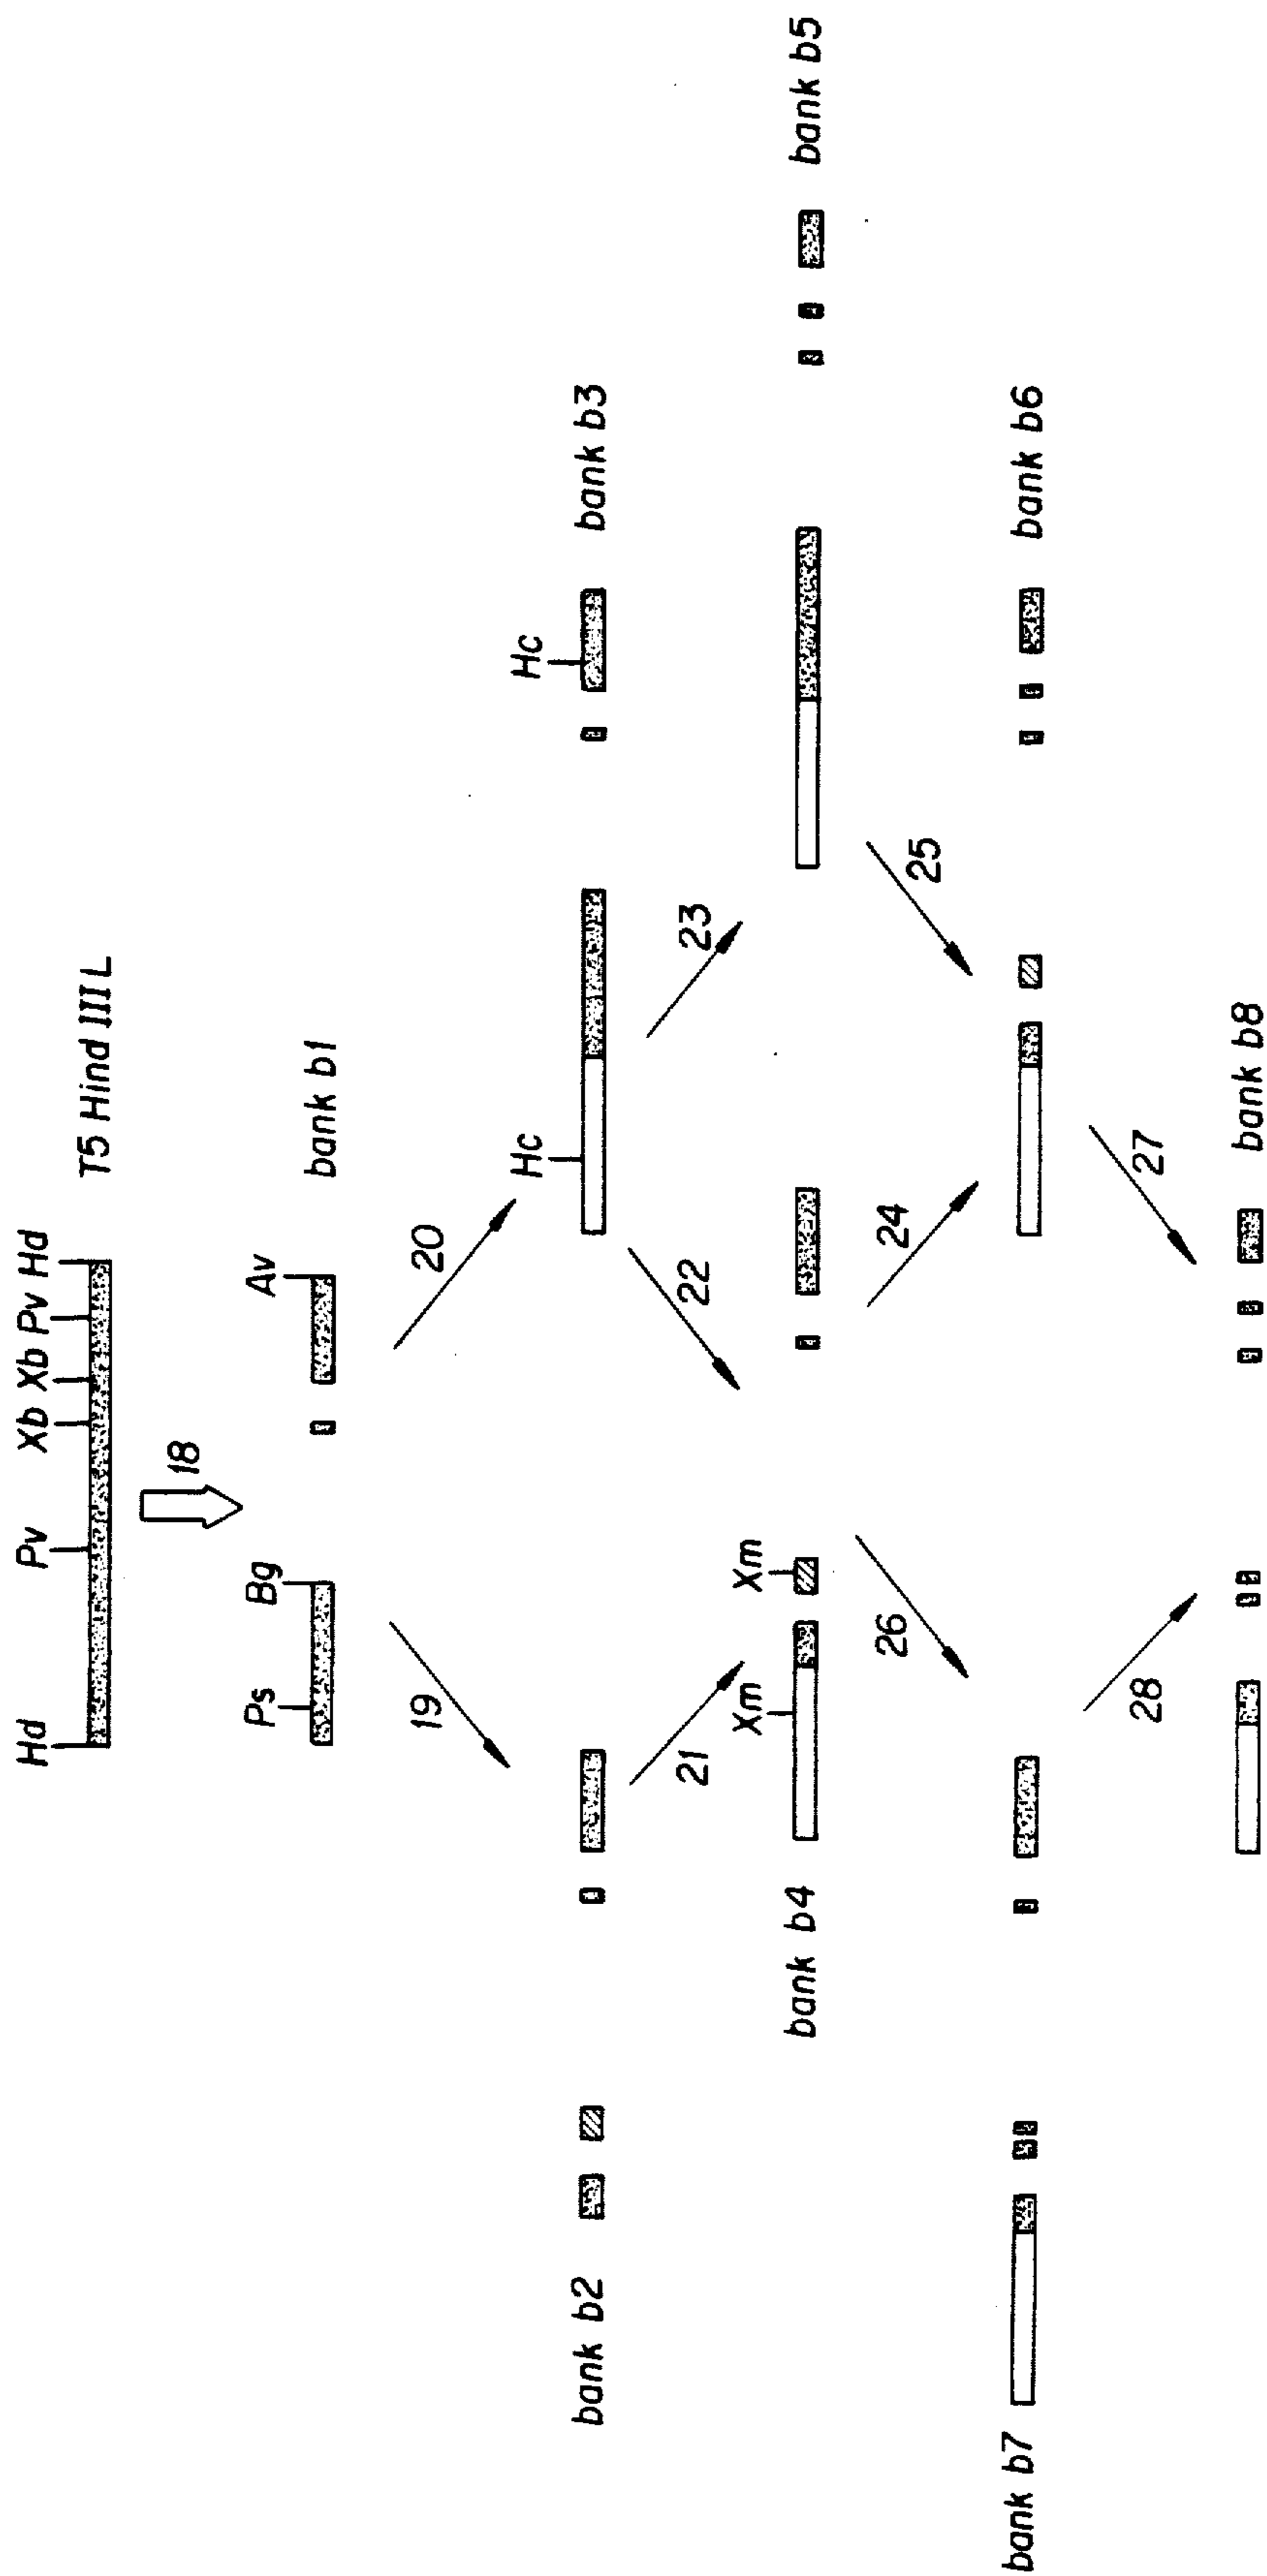 Hd Pv Xb Xb Pv Hd
T5 Hind III L
18
Ps Bg Av
bank b1
19
20
Hc Hc
bank b2
bank b3
21
22
23
Xm Xm
bank b4
bank b5
26
24
25
bank b7
bank b6
28
27
bank b8